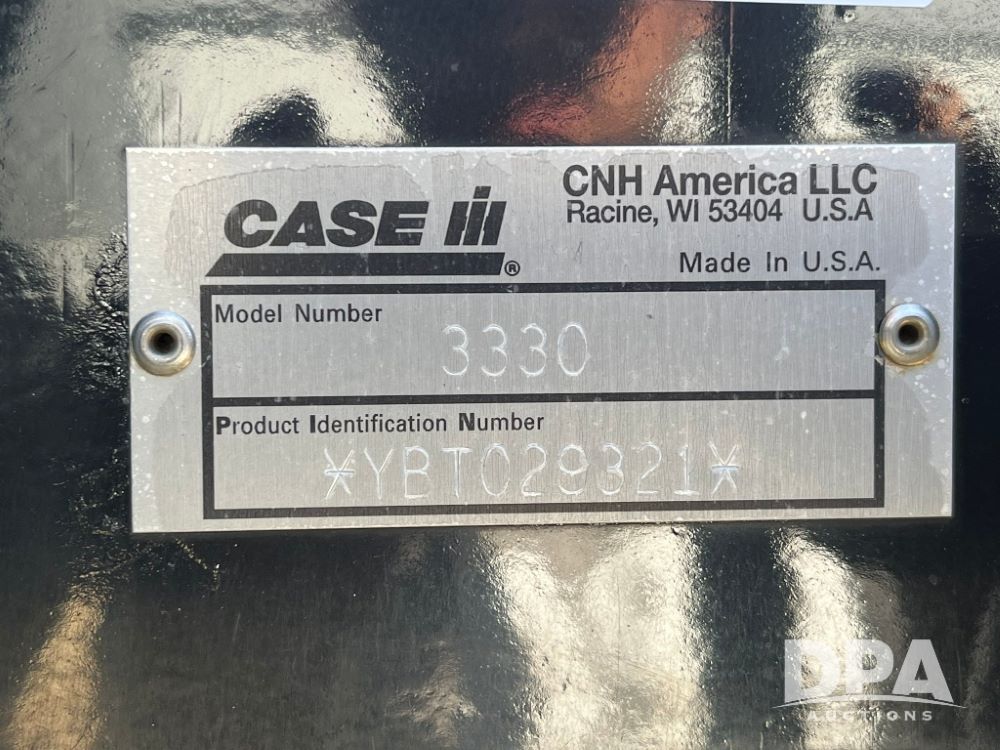 CASE IH®
CNH America LLC
Racine, WI 53404 U.S.A
Made In U.S.A.
Model Number
3330
Product Identification Number
*YBT029321*
DPA
AUCTIONS